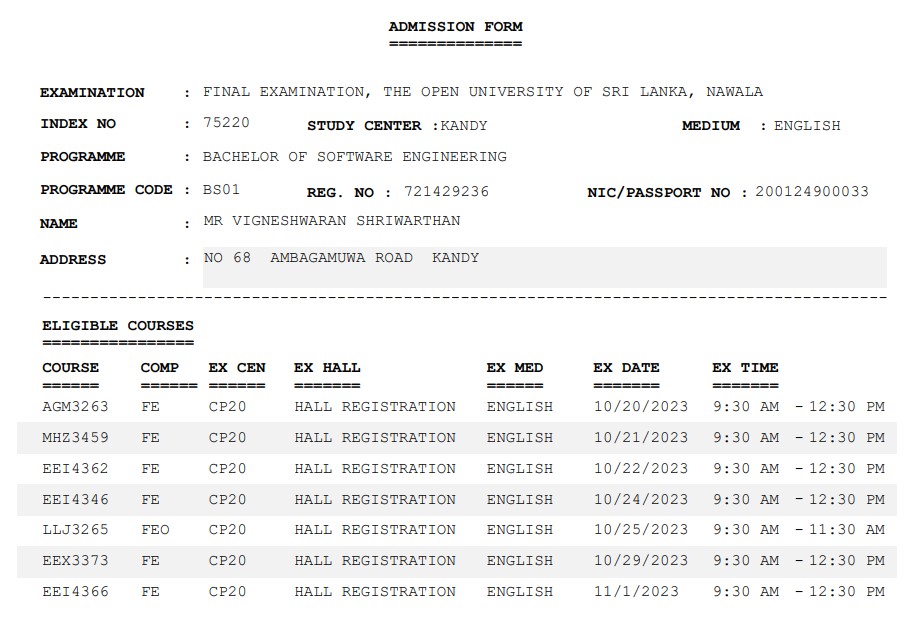 ADMISSION FORM
==============
EXAMINATION : FINAL EXAMINATION, THE OPEN UNIVERSITY OF SRI LANKA, NAWALA
INDEX NO : 75220 STUDY CENTER :KANDY MEDIUM : ENGLISH
PROGRAMME : BACHELOR OF SOFTWARE ENGINEERING
PROGRAMME CODE : BS01 REG. NO : 721429236 NIC/PASSPORT NO : 200124900033
NAME : MR VIGNESHWARAN SHRIWARTHAN
ADDRESS : NO 68 AMBAGAMUWA ROAD KANDY
-----------------------------------------------------------------------------------------
ELIGIBLE COURSES
================
COURSE COMP EX CEN EX HALL EX MED EX DATE EX TIME
====== ====== ====== ======= ====== ======= =======
AGM3263 FE CP20 HALL REGISTRATION ENGLISH 10/20/2023 9:30 AM - 12:30 PM
MHZ3459 FE CP20 HALL REGISTRATION ENGLISH 10/21/2023 9:30 AM - 12:30 PM
EEI4362 FE CP20 HALL REGISTRATION ENGLISH 10/22/2023 9:30 AM - 12:30 PM
EEI4346 FE CP20 HALL REGISTRATION ENGLISH 10/24/2023 9:30 AM - 12:30 PM
LLJ3265 FEO CP20 HALL REGISTRATION ENGLISH 10/25/2023 9:30 AM - 11:30 AM
EEX3373 FE CP20 HALL REGISTRATION ENGLISH 10/29/2023 9:30 AM - 12:30 PM
EEI4366 FE CP20 HALL REGISTRATION ENGLISH 11/1/2023 9:30 AM - 12:30 PM